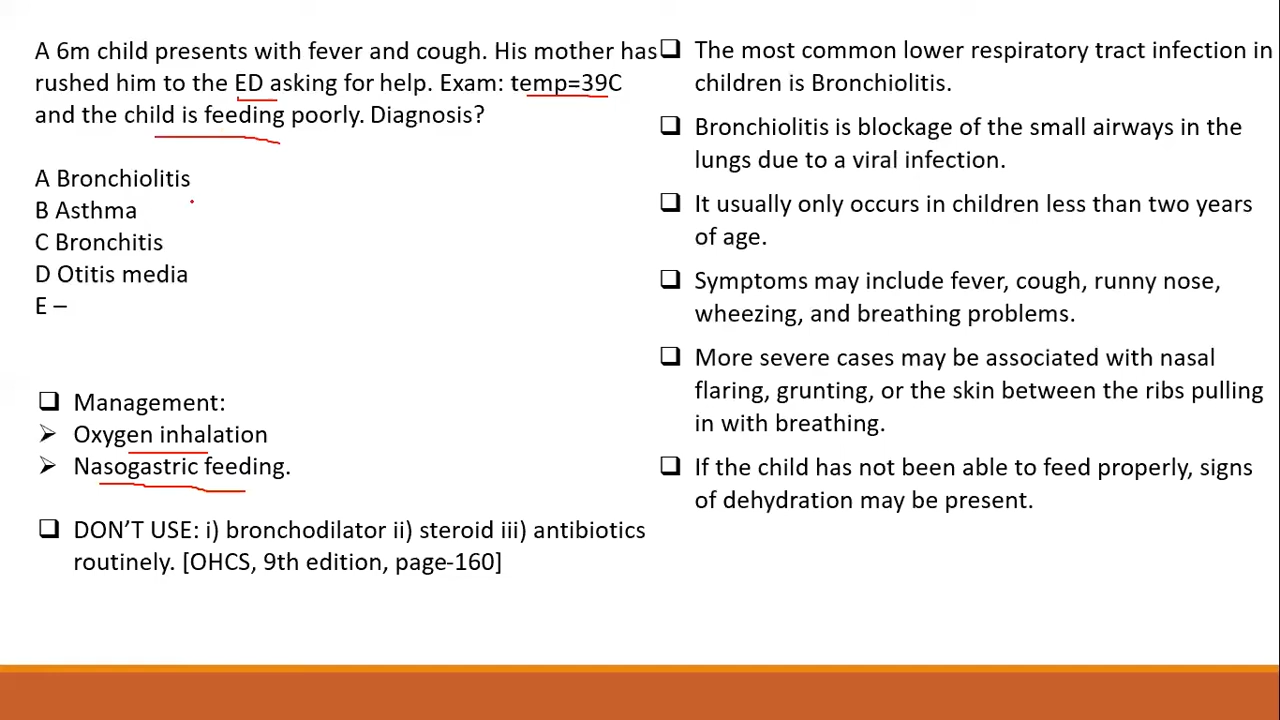 A 6m child presents with fever and cough. His mother has
rushed him to the ED asking for help. Exam: temp=39C
and the child is feeding poorly. Diagnosis?
A Bronchiolitis
B Asthma
C Bronchitis
D Otitis media
E –
❑ Management:
➢ Oxygen inhalation
➢ Nasogastric feeding.
❑ DON’T USE: i) bronchodilator ii) steroid iii) antibiotics
routinely. [OHCS, 9th edition, page-160]
❑ The most common lower respiratory tract infection in
children is Bronchiolitis.
❑ Bronchiolitis is blockage of the small airways in the
lungs due to a viral infection.
❑ It usually only occurs in children less than two years
of age.
❑ Symptoms may include fever, cough, runny nose,
wheezing, and breathing problems.
❑ More severe cases may be associated with nasal
flaring, grunting, or the skin between the ribs pulling
in with breathing.
❑ If the child has not been able to feed properly, signs
of dehydration may be present.